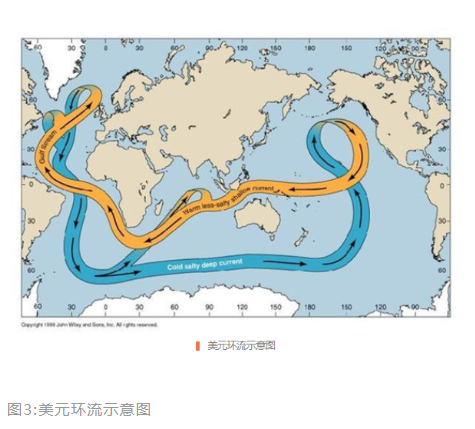 60 30 0 30 60 90 120 150 180 150 120 90
60
30
0
30
60
60
30
0
30
60
Gulf Stream
Warm less-salty shallow current
Cold salty deep current
60 30 0 30 60 90 120 150 180 150 120 90
Copyright 1999 John Wiley and Sons, Inc. All rights reserved.
美元环流示意图
图3:美元环流示意图